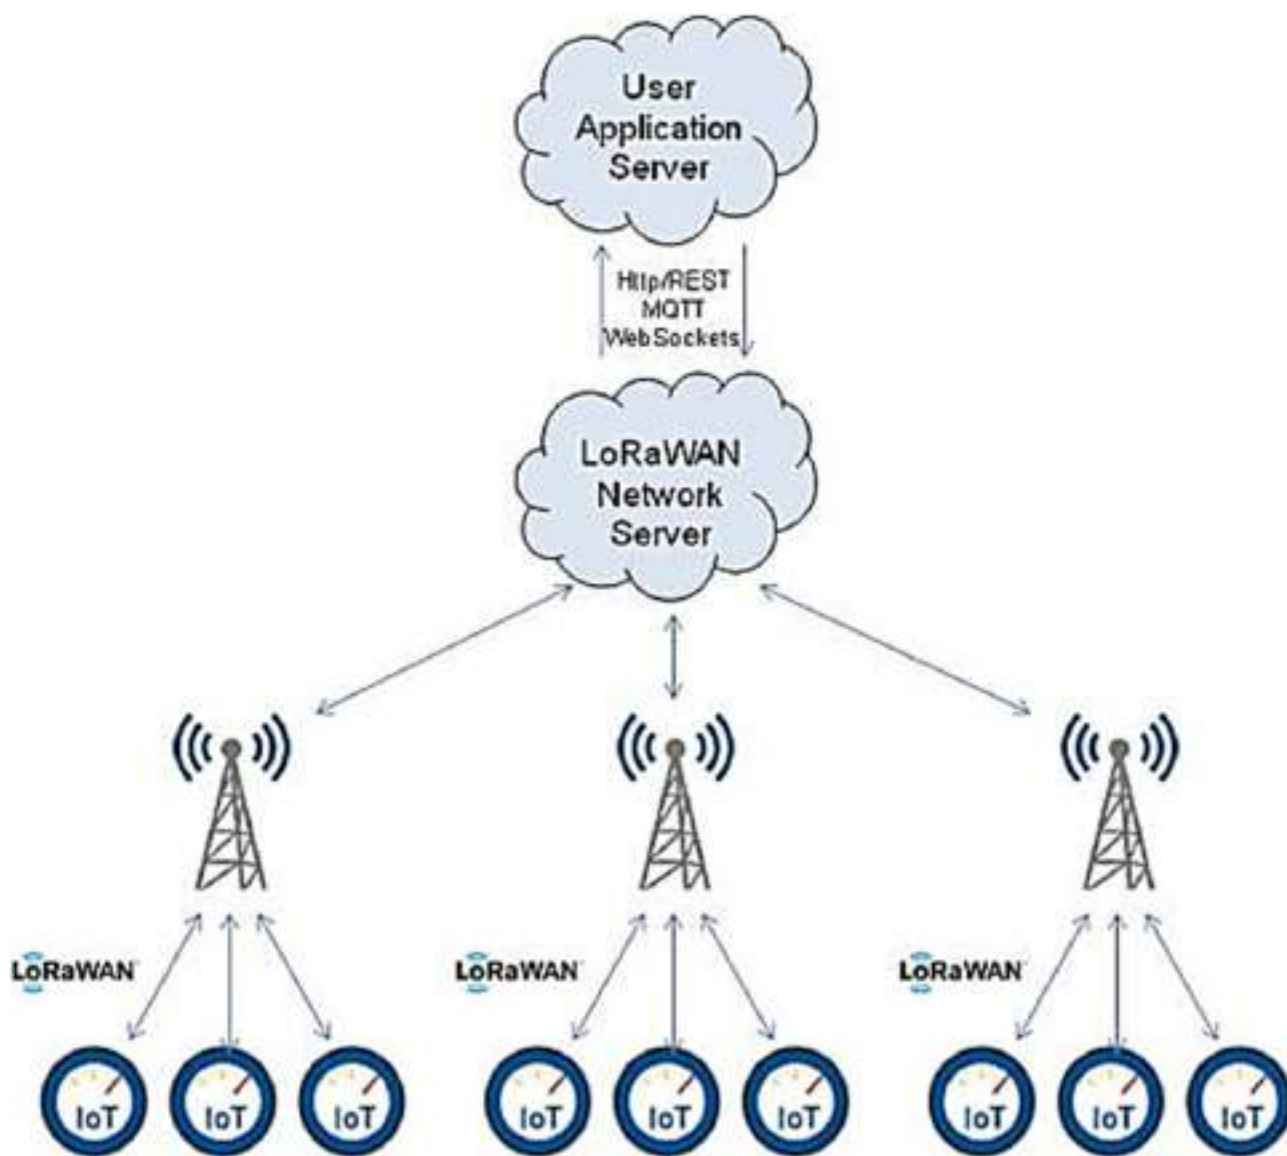 User
Application
Server
Http/REST
MQTT
WebSockets
LoRaWAN
Network
Server
LoRaWAN
LoRaWAN
LoRaWAN
IoT
IoT
IoT
IoT
IoT
IoT
IoT
IoT
IoT